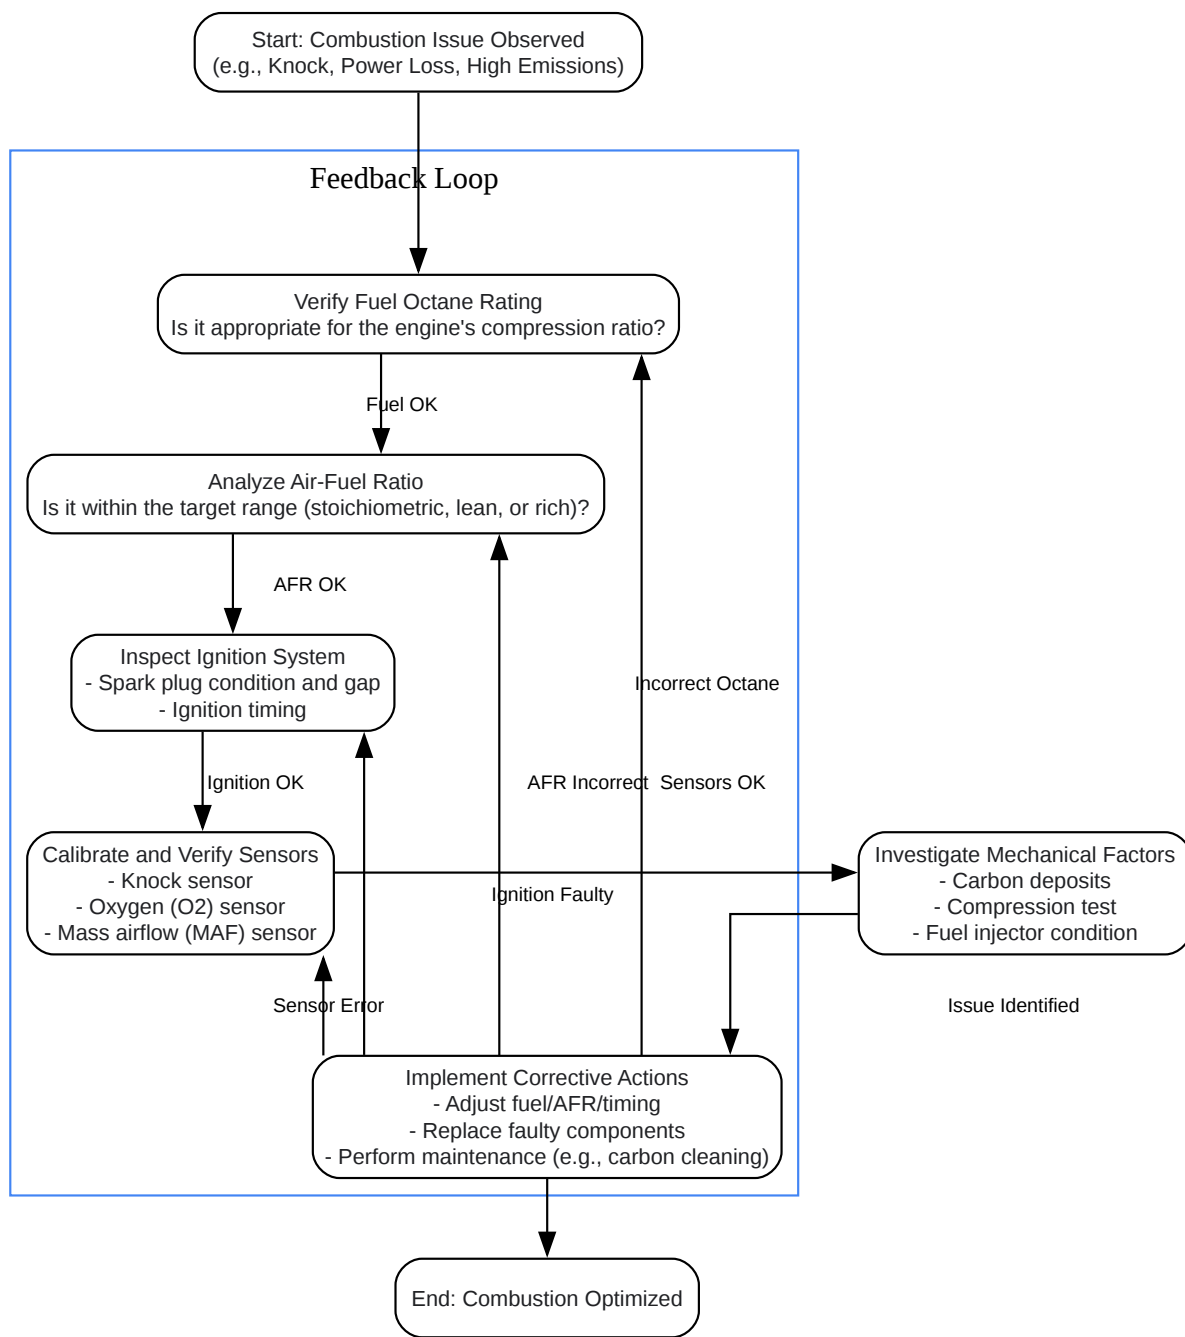 Start: Combustion Issue Observed
(e.g., Knock, Power Loss, High Emissions)
Feedback Loop
Verify Fuel Octane Rating
Is it appropriate for the engine's compression ratio?
Fuel OK
Analyze Air-Fuel Ratio
Is it within the target range (stoichiometric, lean, or rich)?
AFR OK
Inspect Ignition System
- Spark plug condition and gap
- Ignition timing
Incorrect Octane
Ignition OK
AFR Incorrect
Sensors OK
Calibrate and Verify Sensors
- Knock sensor
- Oxygen (O2) sensor
- Mass airflow (MAF) sensor
Ignition Faulty
Investigate Mechanical Factors
- Carbon deposits
- Compression test
- Fuel injector condition
Sensor Error
Issue Identified
Implement Corrective Actions
- Adjust fuel/AFR/timing
- Replace faulty components
- Perform maintenance (e.g., carbon cleaning)
End: Combustion Optimized